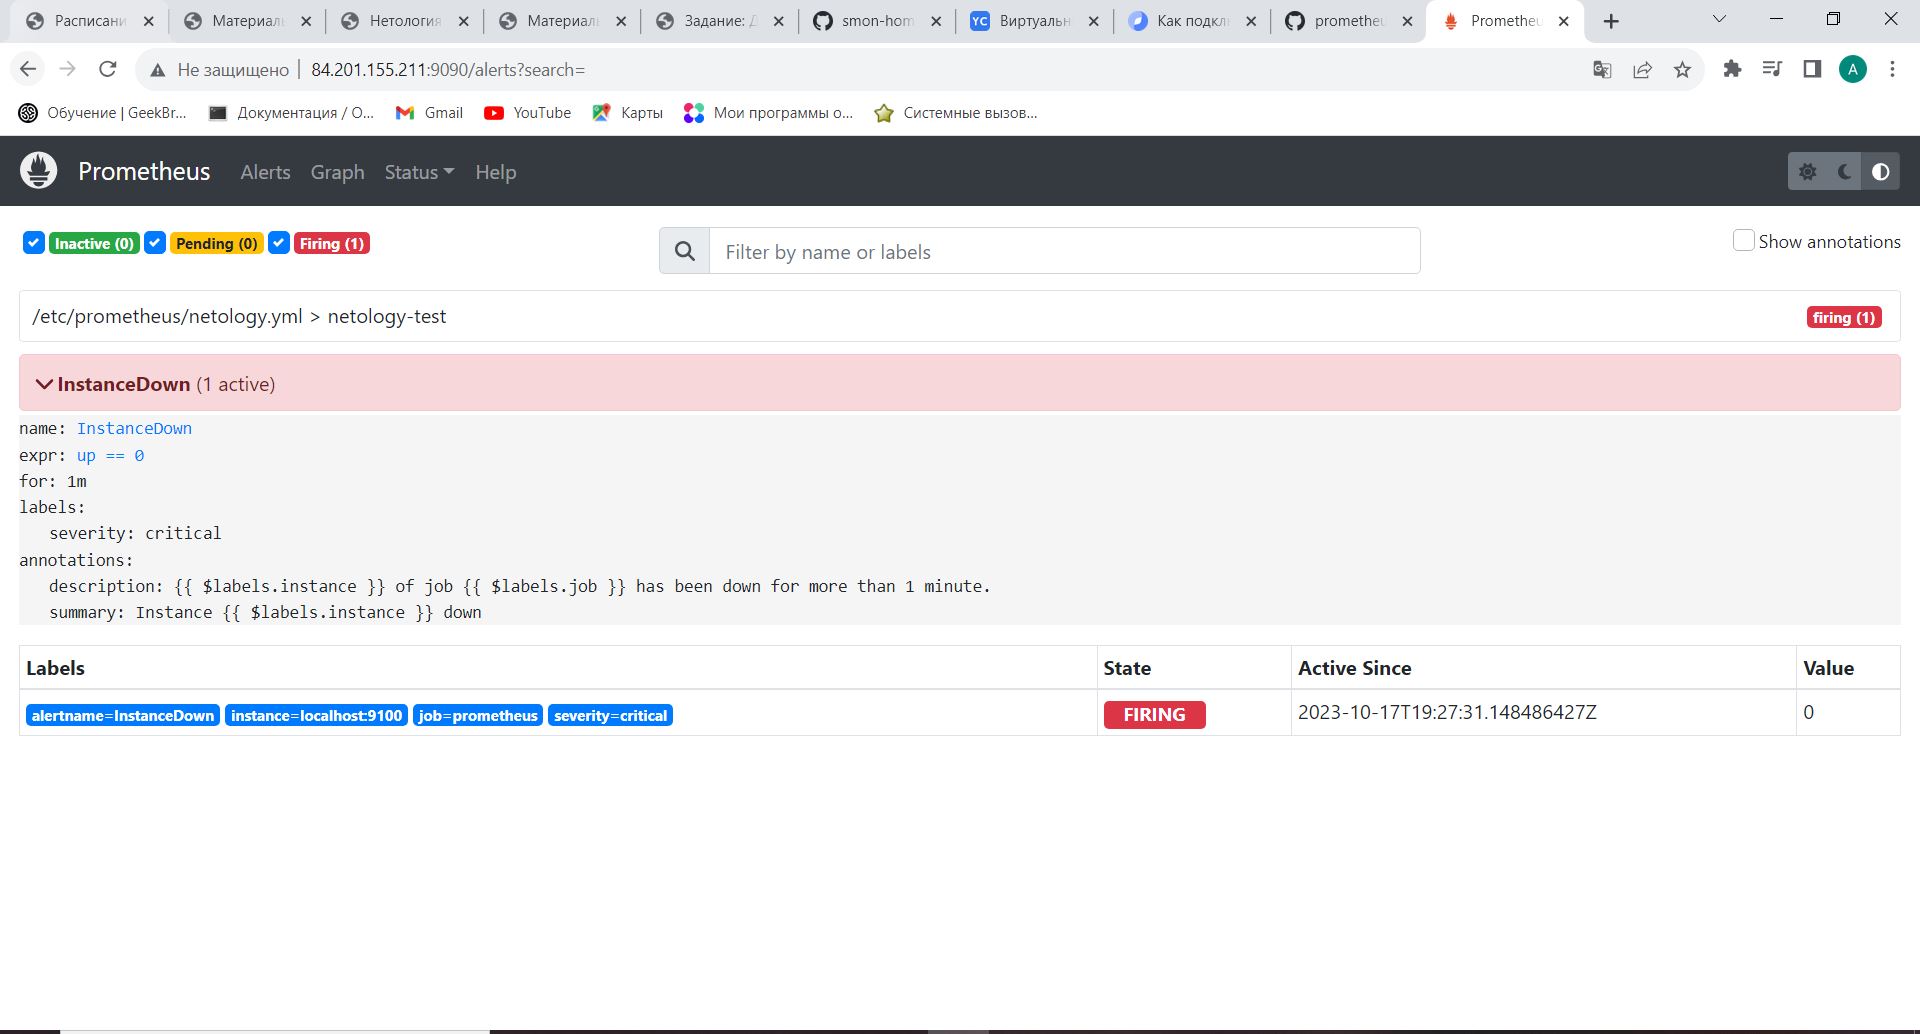 Расписани
Материал
Нетология
Материал
Задание: Д
smon-hom
YC Виртуальн
Как подкл
prometheu
Prometheu
Не защищено 84.201.155.211:9090/alerts?search=
A
Обучение | GeekBr...
Документация / О...
Gmail
YouTube
Карты
Мои программы о...
Системные вызов...
Prometheus Alerts Graph Status Help
Inactive (0) Pending (0) Firing (1)
Filter by name or labels
Show annotations
/etc/prometheus/netology.yml > netology-test
firing (1)
InstanceDown (1 active)
name: InstanceDown
expr: up == 0
for: 1m
labels:
severity: critical
annotations:
description: {{ $labels.instance }} of job {{ $labels.job }} has been down for more than 1 minute.
summary: Instance {{ $labels.instance }} down
Labels State Active Since Value
alertname=InstanceDown instance=localhost:9100 job=prometheus severity=critical FIRING 2023-10-17T19:27:31.148486427Z 0